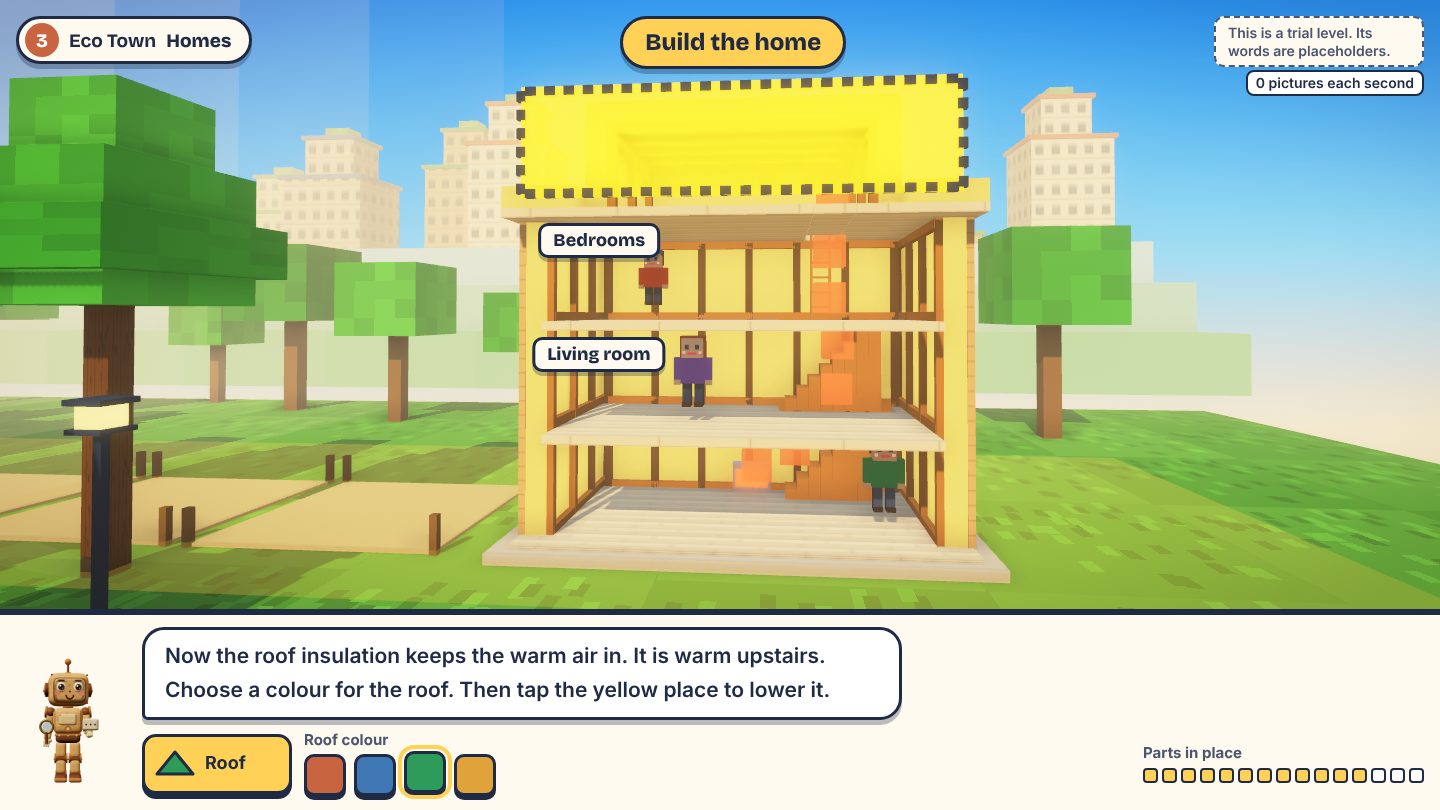 3 Eco Town Homes
Build the home
This is a trial level. Its
words are placeholders.
0 pictures each second
Bedrooms
Living room
Now the roof insulation keeps the warm air in. It is warm upstairs.
Choose a colour for the roof. Then tap the yellow place to lower it.
Roof
Roof colour
Parts in place